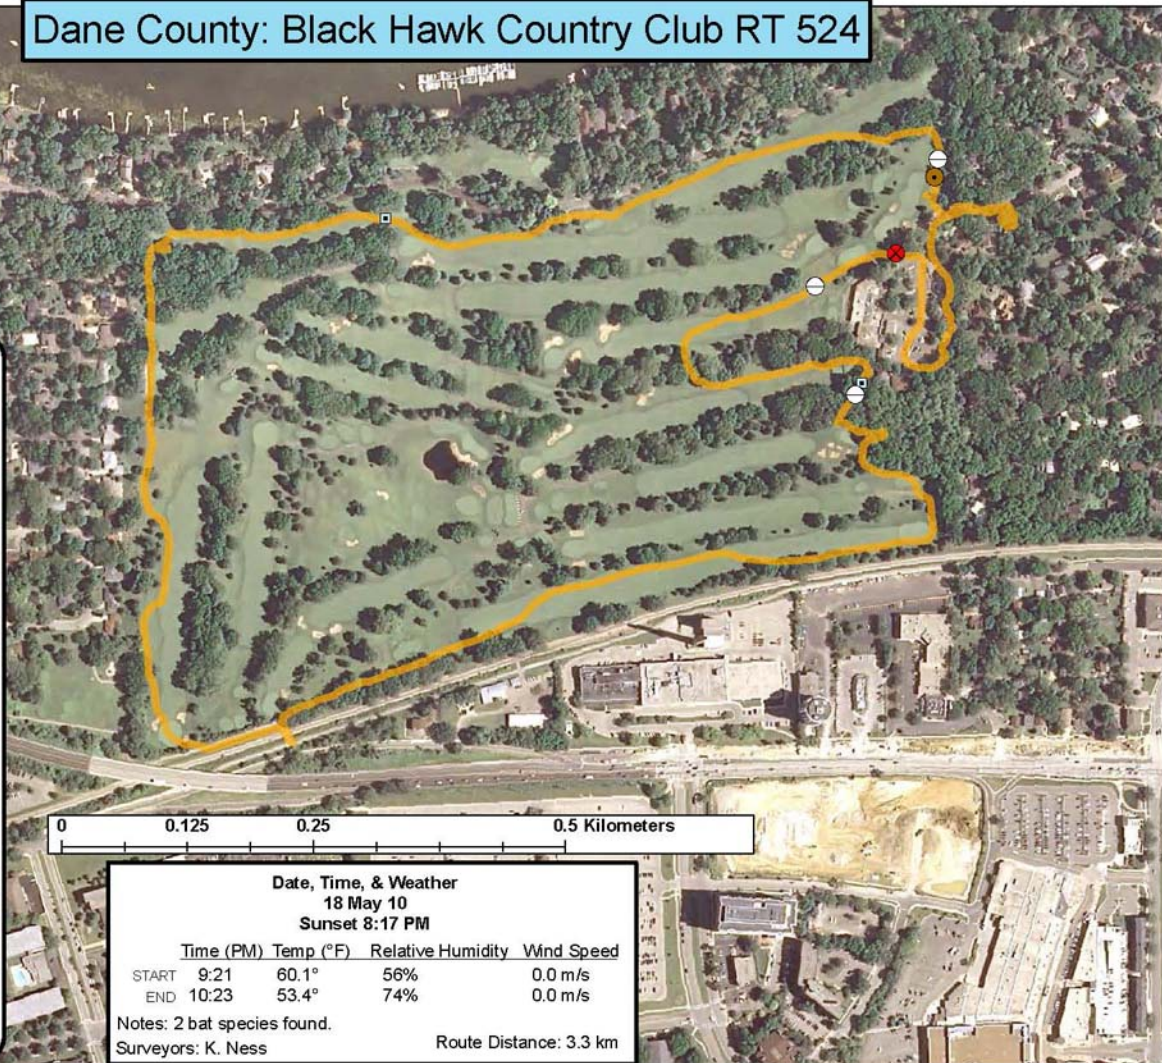 Dane County: Black Hawk Country Club RT 524
0 0.125 0.25 0.5 Kilometers
Date, Time, & Weather
18 May 10
Sunset 8:17 PM
Time (PM) Temp (°F) Relative Humidity Wind Speed
START 9:21 60.1° 56% 0.0 m/s
END 10:23 53.4° 74% 0.0 m/s
Notes: 2 bat species found.
Surveyors: K. Ness
Route Distance: 3.3 km